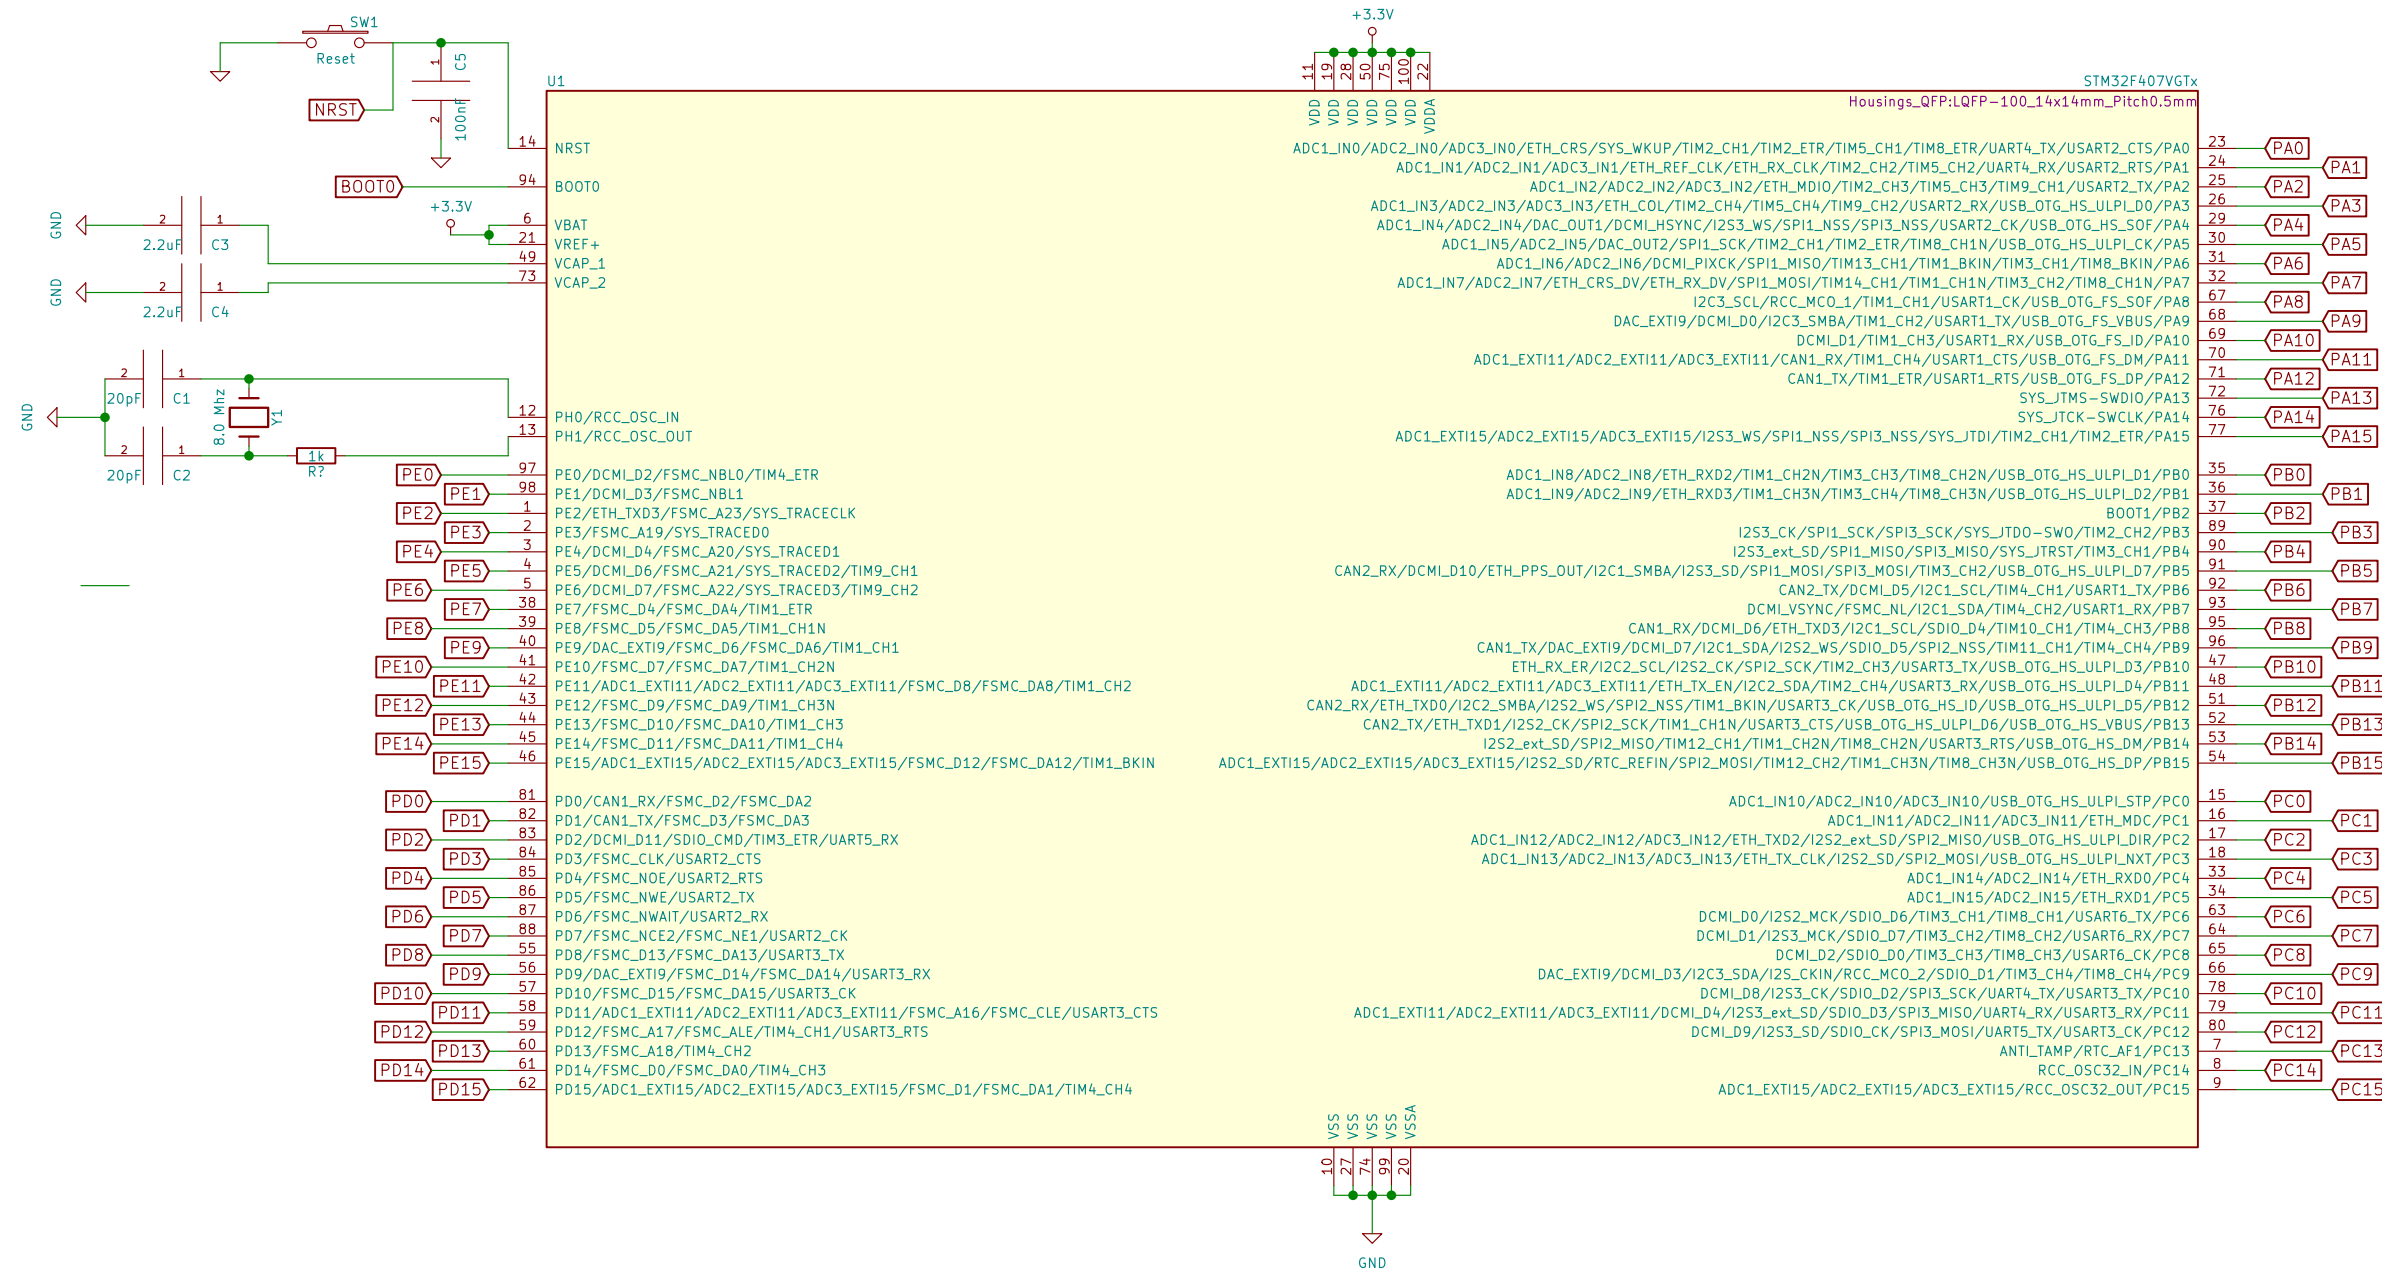 +3.3V
SW1
Reset
C5
100nF
1
2
NRST
U1
STM32F407VGTx
Housings_QFP:LQFP-100_14x14mm_Pitch0.5mm
11 19 28 50 75 100 22
VDD VDD VDD VDD VDD VDD VDDA
14 NRST
BOOT0 94 BOOT0
+3.3V
6 VBAT
21 VREF+
49 VCAP_1
73 VCAP_2
GND 2 1
2.2uF C3
GND 2 1
2.2uF C4
2 1
20pF C1
GND
8.0 Mhz Y1
2 1
20pF C2
1k
R?
12 PH0/RCC_OSC_IN
13 PH1/RCC_OSC_OUT
PE0 97 PE0/DCMI_D2/FSMC_NBL0/TIM4_ETR
PE1 98 PE1/DCMI_D3/FSMC_NBL1
PE2 1 PE2/ETH_TXD3/FSMC_A23/SYS_TRACECLK
PE3 2 PE3/FSMC_A19/SYS_TRACED0
PE4 3 PE4/DCMI_D4/FSMC_A20/SYS_TRACED1
PE5 4 PE5/DCMI_D6/FSMC_A21/SYS_TRACED2/TIM9_CH1
PE6 5 PE6/DCMI_D7/FSMC_A22/SYS_TRACED3/TIM9_CH2
PE7 38 PE7/FSMC_D4/FSMC_DA4/TIM1_ETR
PE8 39 PE8/FSMC_D5/FSMC_DA5/TIM1_CH1N
PE9 40 PE9/DAC_EXTI9/FSMC_D6/FSMC_DA6/TIM1_CH1
PE10 41 PE10/FSMC_D7/FSMC_DA7/TIM1_CH2N
PE11 42 PE11/ADC1_EXTI11/ADC2_EXTI11/ADC3_EXTI11/FSMC_D8/FSMC_DA8/TIM1_CH2
PE12 43 PE12/FSMC_D9/FSMC_DA9/TIM1_CH3N
PE13 44 PE13/FSMC_D10/FSMC_DA10/TIM1_CH3
PE14 45 PE14/FSMC_D11/FSMC_DA11/TIM1_CH4
PE15 46 PE15/ADC1_EXTI15/ADC2_EXTI15/ADC3_EXTI15/FSMC_D12/FSMC_DA12/TIM1_BKIN
PD0 81 PD0/CAN1_RX/FSMC_D2/FSMC_DA2
PD1 82 PD1/CAN1_TX/FSMC_D3/FSMC_DA3
PD2 83 PD2/DCMI_D11/SDIO_CMD/TIM3_ETR/UART5_RX
PD3 84 PD3/FSMC_CLK/USART2_CTS
PD4 85 PD4/FSMC_NOE/USART2_RTS
PD5 86 PD5/FSMC_NWE/USART2_TX
PD6 87 PD6/FSMC_NWAIT/USART2_RX
PD7 88 PD7/FSMC_NCE2/FSMC_NE1/USART2_CK
PD8 55 PD8/FSMC_D13/FSMC_DA13/USART3_TX
PD9 56 PD9/DAC_EXTI9/FSMC_D14/FSMC_DA14/USART3_RX
PD10 57 PD10/FSMC_D15/FSMC_DA15/USART3_CK
PD11 58 PD11/ADC1_EXTI11/ADC2_EXTI11/ADC3_EXTI11/FSMC_A16/FSMC_CLE/USART3_CTS
PD12 59 PD12/FSMC_A17/FSMC_ALE/TIM4_CH1/USART3_RTS
PD13 60 PD13/FSMC_A18/TIM4_CH2
PD14 61 PD14/FSMC_D0/FSMC_DA0/TIM4_CH3
PD15 62 PD15/ADC1_EXTI15/ADC2_EXTI15/ADC3_EXTI15/FSMC_D1/FSMC_DA1/TIM4_CH4
ADC1_IN0/ADC2_IN0/ADC3_IN0/ETH_CRS/SYS_WKUP/TIM2_CH1/TIM2_ETR/TIM5_CH1/TIM8_ETR/UART4_TX/USART2_CTS/PA0 23 PA0
ADC1_IN1/ADC2_IN1/ADC3_IN1/ETH_REF_CLK/ETH_RX_CLK/TIM2_CH2/TIM5_CH2/UART4_RX/USART2_RTS/PA1 24 PA1
ADC1_IN2/ADC2_IN2/ADC3_IN2/ETH_MDIO/TIM2_CH3/TIM5_CH3/TIM9_CH1/USART2_TX/PA2 25 PA2
ADC1_IN3/ADC2_IN3/ADC3_IN3/ETH_COL/TIM2_CH4/TIM5_CH4/TIM9_CH2/USART2_RX/USB_OTG_HS_ULPI_D0/PA3 26 PA3
ADC1_IN4/ADC2_IN4/DAC_OUT1/DCMI_HSYNC/I2S3_WS/SPI1_NSS/SPI3_NSS/USART2_CK/USB_OTG_HS_SOF/PA4 29 PA4
ADC1_IN5/ADC2_IN5/DAC_OUT2/SPI1_SCK/TIM2_CH1/TIM2_ETR/TIM8_CH1N/USB_OTG_HS_ULPI_CK/PA5 30 PA5
ADC1_IN6/ADC2_IN6/DCMI_PIXCK/SPI1_MISO/TIM13_CH1/TIM1_BKIN/TIM3_CH1/TIM8_BKIN/PA6 31 PA6
ADC1_IN7/ADC2_IN7/ETH_CRS_DV/ETH_RX_DV/SPI1_MOSI/TIM14_CH1/TIM1_CH1N/TIM3_CH2/TIM8_CH1N/PA7 32 PA7
I2C3_SCL/RCC_MCO_1/TIM1_CH1/USART1_CK/USB_OTG_FS_SOF/PA8 67 PA8
DAC_EXTI9/DCMI_D0/I2C3_SMBA/TIM1_CH2/USART1_TX/USB_OTG_FS_VBUS/PA9 68 PA9
DCMI_D1/TIM1_CH3/USART1_RX/USB_OTG_FS_ID/PA10 69 PA10
ADC1_EXTI11/ADC2_EXTI11/ADC3_EXTI11/CAN1_RX/TIM1_CH4/USART1_CTS/USB_OTG_FS_DM/PA11 70 PA11
CAN1_TX/TIM1_ETR/USART1_RTS/USB_OTG_FS_DP/PA12 71 PA12
SYS_JTMS-SWDIO/PA13 72 PA13
SYS_JTCK-SWCLK/PA14 76 PA14
ADC1_EXTI15/ADC2_EXTI15/ADC3_EXTI15/I2S3_WS/SPI1_NSS/SPI3_NSS/SYS_JTDI/TIM2_CH1/TIM2_ETR/PA15 77 PA15
ADC1_IN8/ADC2_IN8/ETH_RXD2/TIM1_CH2N/TIM3_CH3/TIM8_CH2N/USB_OTG_HS_ULPI_D1/PB0 35 PB0
ADC1_IN9/ADC2_IN9/ETH_RXD3/TIM1_CH3N/TIM3_CH4/TIM8_CH3N/USB_OTG_HS_ULPI_D2/PB1 36 PB1
BOOT1/PB2 37 PB2
I2S3_CK/SPI1_SCK/SPI3_SCK/SYS_JTDO-SWO/TIM2_CH2/PB3 89 PB3
I2S3_ext_SD/SPI1_MISO/SPI3_MISO/SYS_JTRST/TIM3_CH1/PB4 90 PB4
CAN2_RX/DCMI_D10/ETH_PPS_OUT/I2C1_SMBA/I2S3_SD/SPI1_MOSI/SPI3_MOSI/TIM3_CH2/USB_OTG_HS_ULPI_D7/PB5 91 PB5
CAN2_TX/DCMI_D5/I2C1_SCL/TIM4_CH1/USART1_TX/PB6 92 PB6
DCMI_VSYNC/FSMC_NL/I2C1_SDA/TIM4_CH2/USART1_RX/PB7 93 PB7
CAN1_RX/DCMI_D6/ETH_TXD3/I2C1_SCL/SDIO_D4/TIM10_CH1/TIM4_CH3/PB8 95 PB8
CAN1_TX/DAC_EXTI9/DCMI_D7/I2C1_SDA/I2S2_WS/SDIO_D5/SPI2_NSS/TIM11_CH1/TIM4_CH4/PB9 96 PB9
ETH_RX_ER/I2C2_SCL/I2S2_CK/SPI2_SCK/TIM2_CH3/USART3_TX/USB_OTG_HS_ULPI_D3/PB10 47 PB10
ADC1_EXTI11/ADC2_EXTI11/ADC3_EXTI11/ETH_TX_EN/I2C2_SDA/TIM2_CH4/USART3_RX/USB_OTG_HS_ULPI_D4/PB11 48 PB11
CAN2_RX/ETH_TXD0/I2C2_SMBA/I2S2_WS/SPI2_NSS/TIM1_BKIN/USART3_CK/USB_OTG_HS_ID/USB_OTG_HS_ULPI_D5/PB12 51 PB12
CAN2_TX/ETH_TXD1/I2S2_CK/SPI2_SCK/TIM1_CH1N/USART3_CTS/USB_OTG_HS_ULPI_D6/USB_OTG_HS_VBUS/PB13 52 PB13
I2S2_ext_SD/SPI2_MISO/TIM12_CH1/TIM1_CH2N/TIM8_CH2N/USART3_RTS/USB_OTG_HS_DM/PB14 53 PB14
ADC1_EXTI15/ADC2_EXTI15/ADC3_EXTI15/I2S2_SD/RTC_REFIN/SPI2_MOSI/TIM12_CH2/TIM1_CH3N/TIM8_CH3N/USB_OTG_HS_DP/PB15 54 PB15
ADC1_IN10/ADC2_IN10/ADC3_IN10/USB_OTG_HS_ULPI_STP/PC0 15 PC0
ADC1_IN11/ADC2_IN11/ADC3_IN11/ETH_MDC/PC1 16 PC1
ADC1_IN12/ADC2_IN12/ADC3_IN12/ETH_TXD2/I2S2_ext_SD/SPI2_MISO/USB_OTG_HS_ULPI_DIR/PC2 17 PC2
ADC1_IN13/ADC2_IN13/ADC3_IN13/ETH_TX_CLK/I2S2_SD/SPI2_MOSI/USB_OTG_HS_ULPI_NXT/PC3 18 PC3
ADC1_IN14/ADC2_IN14/ETH_RXD0/PC4 33 PC4
ADC1_IN15/ADC2_IN15/ETH_RXD1/PC5 34 PC5
DCMI_D0/I2S2_MCK/SDIO_D6/TIM3_CH1/TIM8_CH1/USART6_TX/PC6 63 PC6
DCMI_D1/I2S3_MCK/SDIO_D7/TIM3_CH2/TIM8_CH2/USART6_RX/PC7 64 PC7
DCMI_D2/SDIO_D0/TIM3_CH3/TIM8_CH3/USART6_CK/PC8 65 PC8
DAC_EXTI9/DCMI_D3/I2C3_SDA/I2S_CKIN/RCC_MCO_2/SDIO_D1/TIM3_CH4/TIM8_CH4/PC9 66 PC9
DCMI_D8/I2S3_CK/SDIO_D2/SPI3_SCK/UART4_TX/USART3_TX/PC10 78 PC10
ADC1_EXTI11/ADC2_EXTI11/ADC3_EXTI11/DCMI_D4/I2S3_ext_SD/SDIO_D3/SPI3_MISO/UART4_RX/USART3_RX/PC11 79 PC11
DCMI_D9/I2S3_SD/SDIO_CK/SPI3_MOSI/UART5_TX/USART3_CK/PC12 80 PC12
ANTI_TAMP/RTC_AF1/PC13 7 PC13
RCC_OSC32_IN/PC14 8 PC14
ADC1_EXTI15/ADC2_EXTI15/ADC3_EXTI15/RCC_OSC32_OUT/PC15 9 PC15
VSS VSS VSS VSS VSSA
10 27 74 99 20
GND